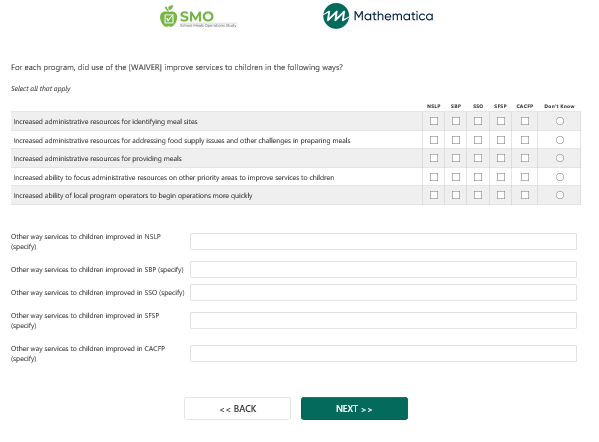 SMO
School Meals Operations Study
Mathematica
For each program, did use of the [WAIVER] improve services to children in the following ways?
Select all that apply
NSLP SBP SSO SFSP CACFP Don't Know
Increased administrative resources for identifying meal sites
Increased administrative resources for addressing food supply issues and other challenges in preparing meals
Increased administrative resources for providing meals
Increased ability to focus administrative resources on other priority areas to improve services to children
Increased ability of local program operators to begin operations more quickly
Other way services to children improved in NSLP
(specify)
Other way services to children improved in SBP (specify)
Other way services to children improved in SSO (specify)
Other way services to children improved in SFSP
(specify)
Other way services to children improved in CACFP
(specify)
<< BACK
NEXT >>